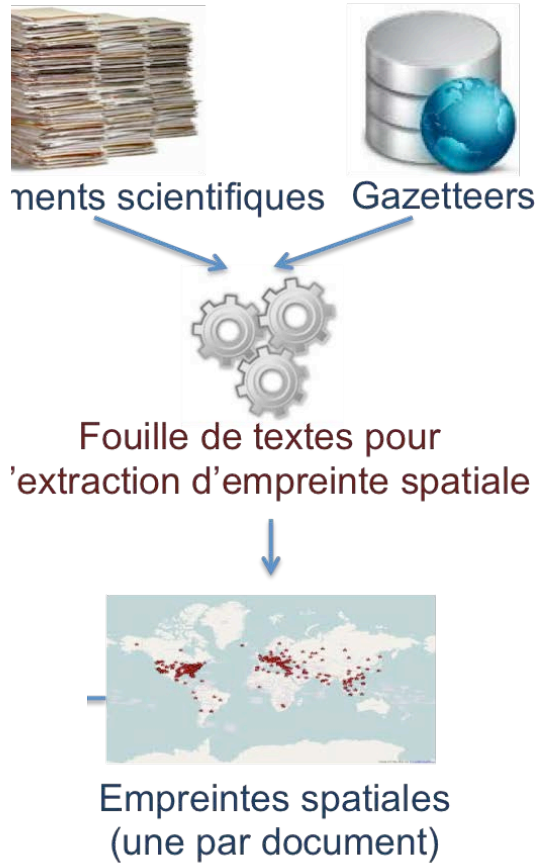 ments scientifiques Gazetteers
Fouille de textes pour
'extraction d'empreinte spatiale
Empreintes spatiales
(une par document)